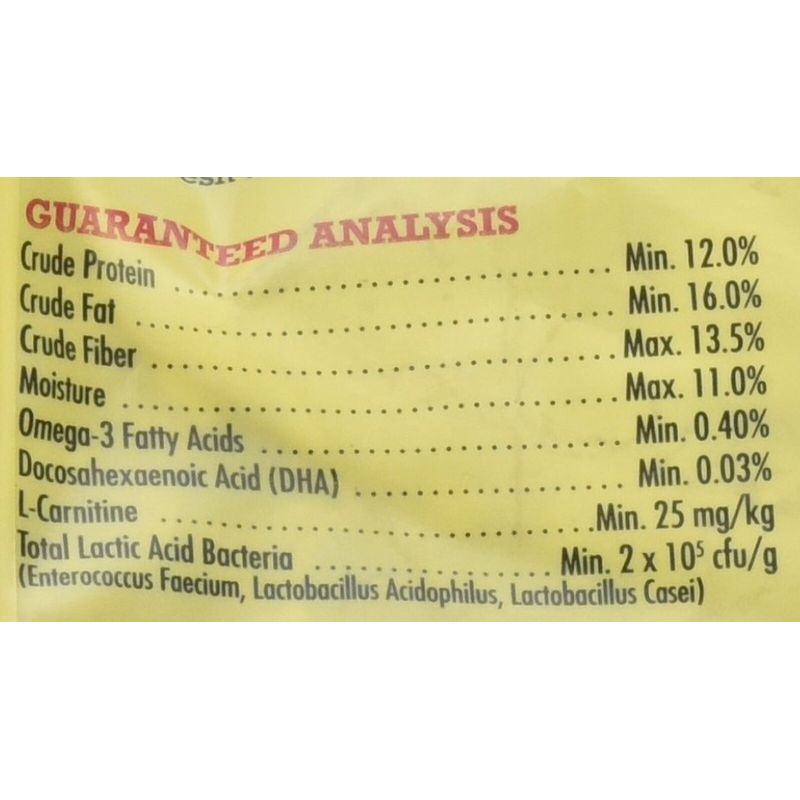 GUARANTEED ANALYSIS
Crude Protein .......... Min. 12.0%
Crude Fat .......... Min. 16.0%
Crude Fiber .......... Max. 13.5%
Moisture .......... Max. 11.0%
Omega-3 Fatty Acids .......... Min. 0.40%
Docosahexaenoic Acid (DHA) .......... Min. 0.03%
L-Carnitine .......... Min. 25 mg/kg
Total Lactic Acid Bacteria .......... Min. 2 x 10⁵ cfu/g
(Enterococcus Faecium, Lactobacillus Acidophilus, Lactobacillus Casei)